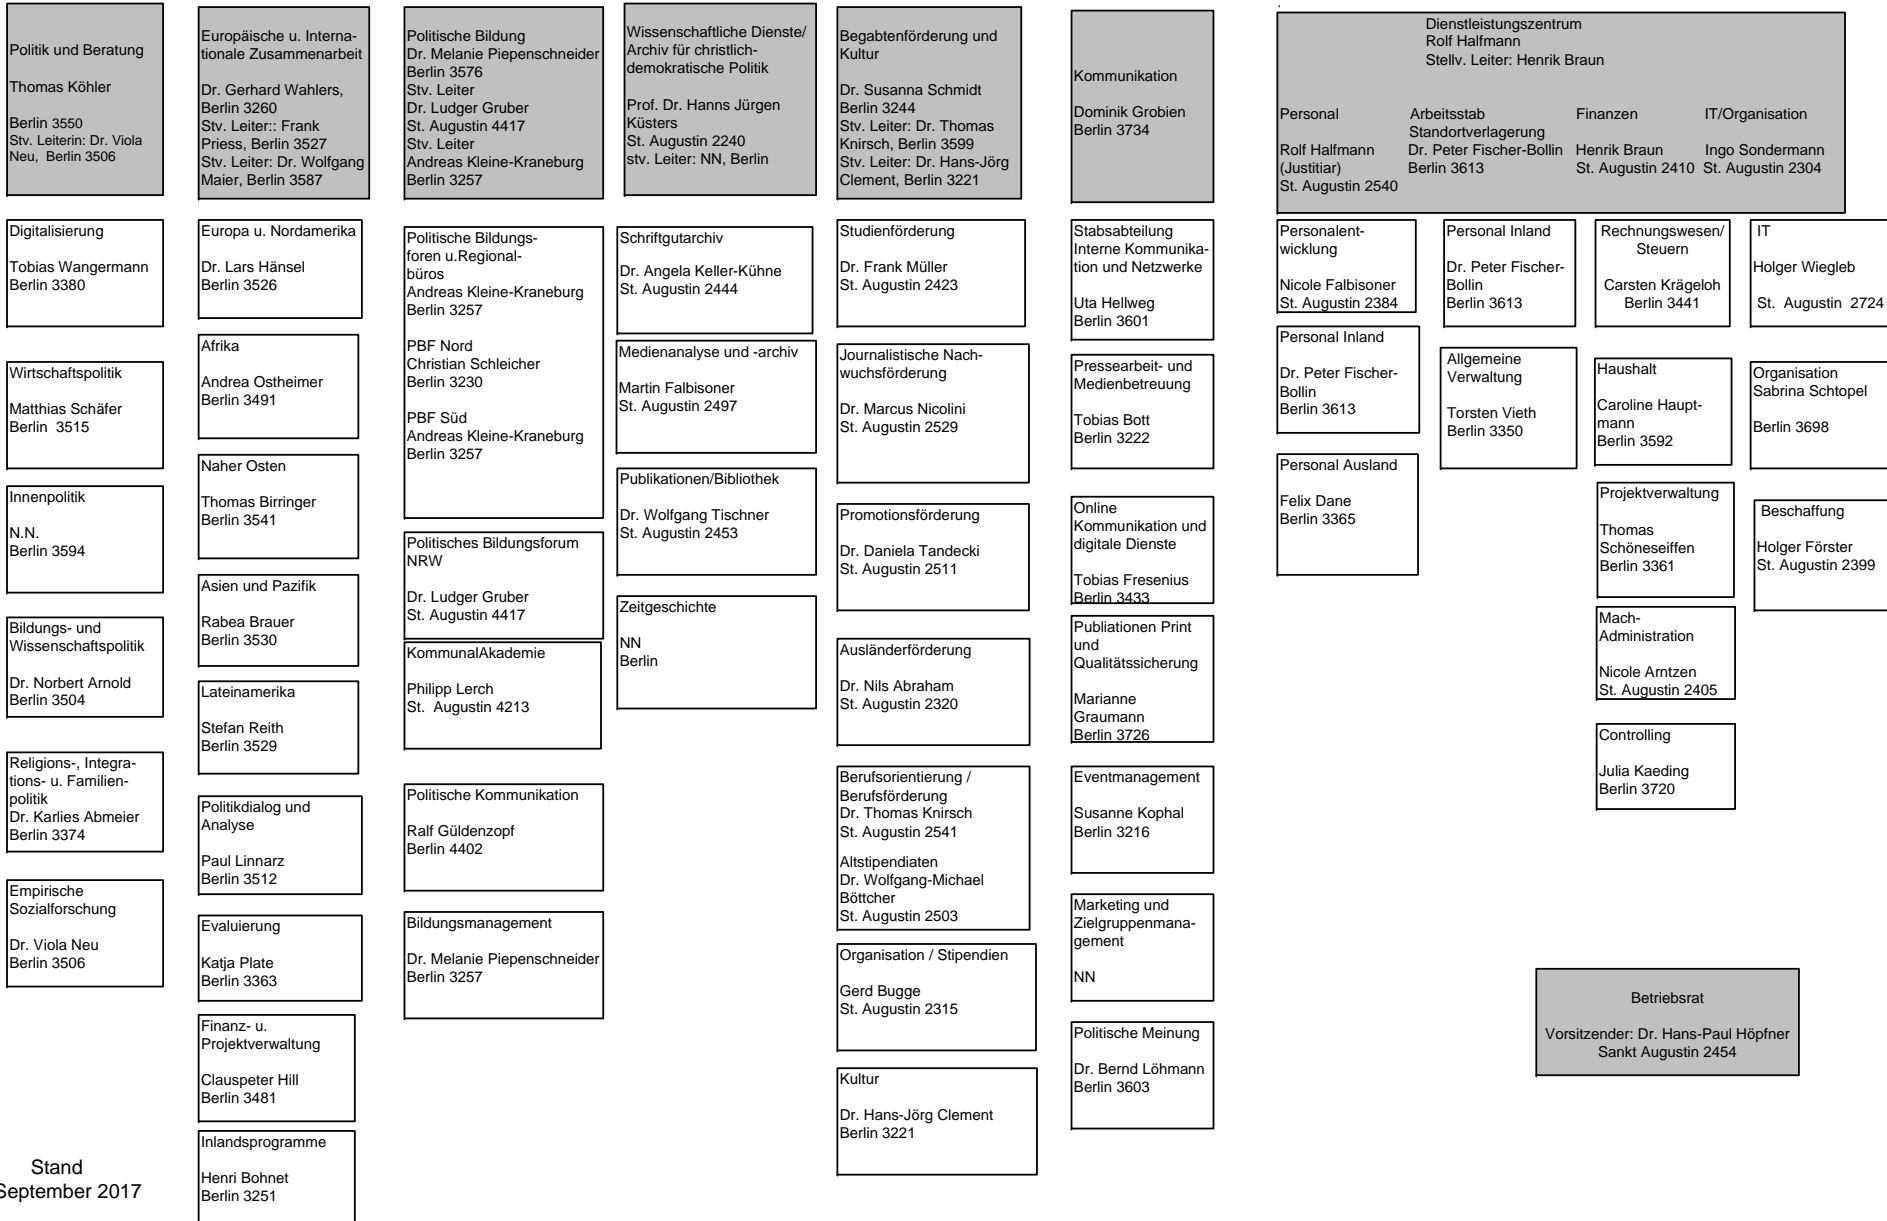 Politik und Beratung
Thomas Köhler
Berlin 3550
Stv. Leiterin: Dr. Viola
Neu, Berlin 3506
Digitalisierung
Tobias Wangermann
Berlin 3380
Wirtschaftspolitik
Matthias Schäfer
Berlin 3515
Innenpolitik
N.N.
Berlin 3594
Bildungs- und
Wissenschaftspolitik
Dr. Norbert Arnold
Berlin 3504
Religions-, Integra-
tions- u. Familien-
politik
Dr. Karlies Abmeier
Berlin 3374
Empirische
Sozialforschung
Dr. Viola Neu
Berlin 3506
Stand
September 2017
Europäische u. Interna-
tionale Zusammenarbeit
Dr. Gerhard Wahlers,
Berlin 3260
Stv. Leiter:: Frank
Priess, Berlin 3527
Stv. Leiter: Dr. Wolfgang
Maier, Berlin 3587
Europa u. Nordamerika
Dr. Lars Hänsel
Berlin 3526
Afrika
Andrea Ostheimer
Berlin 3491
Naher Osten
Thomas Birringer
Berlin 3541
Asien und Pazifik
Rabea Brauer
Berlin 3530
Lateinamerika
Stefan Reith
Berlin 3529
Politikdialog und
Analyse
Paul Linnarz
Berlin 3512
Evaluierung
Katja Plate
Berlin 3363
Finanz- u.
Projektverwaltung
Clauspeter Hill
Berlin 3481
Inlandsprogramme
Henri Bohnet
Berlin 3251
Politische Bildung
Dr. Melanie Piepenschneider
Berlin 3576
Stv. Leiter
Dr. Ludger Gruber
St. Augustin 4417
Stv. Leiter
Andreas Kleine-Kraneburg
Berlin 3257
Politische Bildungs-
foren u.Regional-
büros
Andreas Kleine-Kraneburg
Berlin 3257
PBF Nord
Christian Schleicher
Berlin 3230
PBF Süd
Andreas Kleine-Kraneburg
Berlin 3257
Politisches Bildungsforum
NRW
Dr. Ludger Gruber
St. Augustin 4417
KommunalAkademie
Philipp Lerch
St. Augustin 4213
Politische Kommunikation
Ralf Güldenzopf
Berlin 4402
Bildungsmanagement
Dr. Melanie Piepenschneider
Berlin 3257
Wissenschaftliche Dienste/
Archiv für christlich-
demokratische Politik
Prof. Dr. Hanns Jürgen
Küsters
St. Augustin 2240
stv. Leiter: NN, Berlin
Schriftgutarchiv
Dr. Angela Keller-Kühne
St. Augustin 2444
Medienanalyse und -archiv
Martin Falbisoner
St. Augustin 2497
Publikationen/Bibliothek
Dr. Wolfgang Tischner
St. Augustin 2453
Zeitgeschichte
NN
Berlin
Begabtenförderung und
Kultur
Dr. Susanna Schmidt
Berlin 3244
Stv. Leiter: Dr. Thomas
Knirsch, Berlin 3599
Stv. Leiter: Dr. Hans-Jörg
Clement, Berlin 3221
Studienförderung
Dr. Frank Müller
St. Augustin 2423
Journalistische Nach-
wuchsförderung
Dr. Marcus Nicolini
St. Augustin 2529
Promotionsförderung
Dr. Daniela Tandecki
St. Augustin 2511
Ausländerförderung
Dr. Nils Abraham
St. Augustin 2320
Berufsorientierung /
Berufsförderung
Dr. Thomas Knirsch
St. Augustin 2541
Altstipendiaten
Dr. Wolfgang-Michael
Böttcher
St. Augustin 2503
Organisation / Stipendien
Gerd Bugge
St. Augustin 2315
Kultur
Dr. Hans-Jörg Clement
Berlin 3221
Kommunikation
Dominik Grobien
Berlin 3734
Stabsabteilung
Interne Kommunika-
tion und Netzwerke
Uta Hellweg
Berlin 3601
Pressearbeit- und
Medienbetreuung
Tobias Bott
Berlin 3222
Online
Kommunikation und
digitale Dienste
Tobias Fresenius
Berlin 3433
Publiationen Print
und
Qualitätssicherung
Marianne
Graumann
Berlin 3726
Eventmanagement
Susanne Kophal
Berlin 3216
Marketing und
Zielgruppenmana-
gement
NN
Politische Meinung
Dr. Bernd Löhmann
Berlin 3603
Dienstleistungszentrum
Rolf Halfmann
Stellv. Leiter: Henrik Braun
Personal
Rolf Halfmann
(Justitiar)
St. Augustin 2540
Arbeitsstab
Standortverlagerung
Dr. Peter Fischer-Bollin
Berlin 3613
Finanzen
Henrik Braun
St. Augustin 2410
IT/Organisation
Ingo Sondermann
St. Augustin 2304
Personalent-
wicklung
Nicole Falbisoner
St. Augustin 2384
Personal Inland
Dr. Peter Fischer-
Bollin
Berlin 3613
Personal Ausland
Felix Dane
Berlin 3365
Personal Inland
Dr. Peter Fischer-
Bollin
Berlin 3613
Allgemeine
Verwaltung
Torsten Vieth
Berlin 3350
Rechnungswesen/
Steuern
Carsten Krägeloh
Berlin 3441
Haushalt
Caroline Haupt-
mann
Berlin 3592
Projektverwaltung
Thomas
Schöneseiffen
Berlin 3361
Mach-
Administration
Nicole Arntzen
St. Augustin 2405
Controlling
Julia Kaeding
Berlin 3720
IT
Holger Wiegleb
St. Augustin 2724
Organisation
Sabrina Schtopel
Berlin 3698
Beschaffung
Holger Förster
St. Augustin 2399
Betriebsrat
Vorsitzender: Dr. Hans-Paul Höpfner
Sankt Augustin 2454